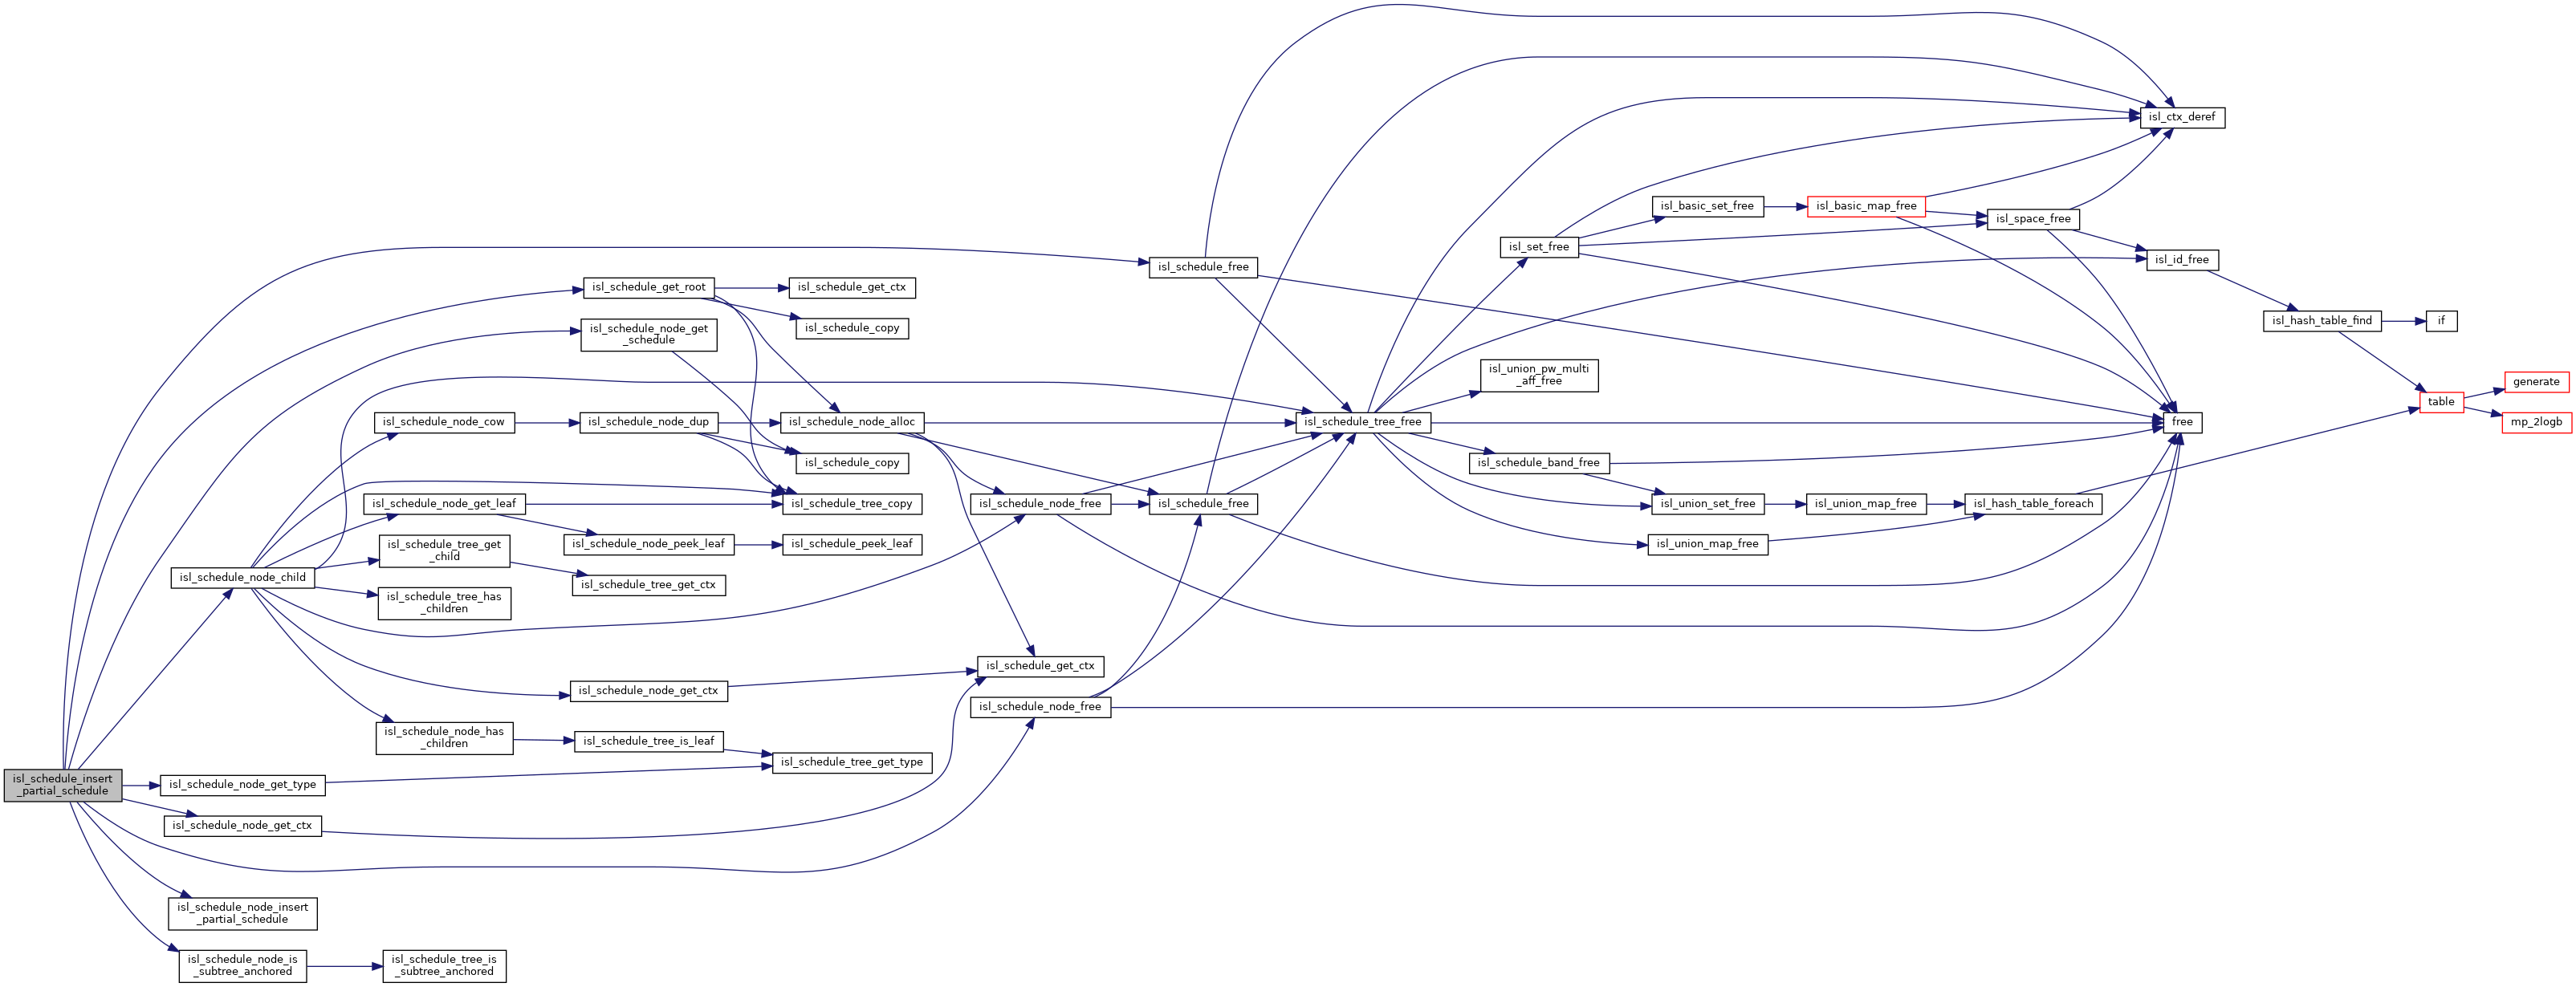 isl_ctx_deref
isl_basic_set_free
isl_basic_map_free
isl_space_free
isl_set_free
isl_id_free
isl_schedule_free
isl_schedule_get_root
isl_schedule_get_ctx
isl_schedule_node_get
_schedule
isl_schedule_copy
isl_hash_table_find
if
isl_union_pw_multi
_aff_free
generate
table
isl_schedule_node_cow
isl_schedule_node_dup
isl_schedule_node_alloc
isl_schedule_tree_free
free
mp_2logb
isl_schedule_copy
isl_schedule_band_free
isl_schedule_node_get_leaf
isl_schedule_tree_copy
isl_schedule_node_free
isl_schedule_free
isl_union_set_free
isl_union_map_free
isl_hash_table_foreach
isl_schedule_tree_get
_child
isl_schedule_node_peek_leaf
isl_schedule_peek_leaf
isl_union_map_free
isl_schedule_node_child
isl_schedule_tree_get_ctx
isl_schedule_tree_has
_children
isl_schedule_get_ctx
isl_schedule_node_get_ctx
isl_schedule_node_free
isl_schedule_node_has
_children
isl_schedule_tree_is_leaf
isl_schedule_tree_get_type
isl_schedule_insert
_partial_schedule
isl_schedule_node_get_type
isl_schedule_node_get_ctx
isl_schedule_node_insert
_partial_schedule
isl_schedule_node_is
_subtree_anchored
isl_schedule_tree_is
_subtree_anchored